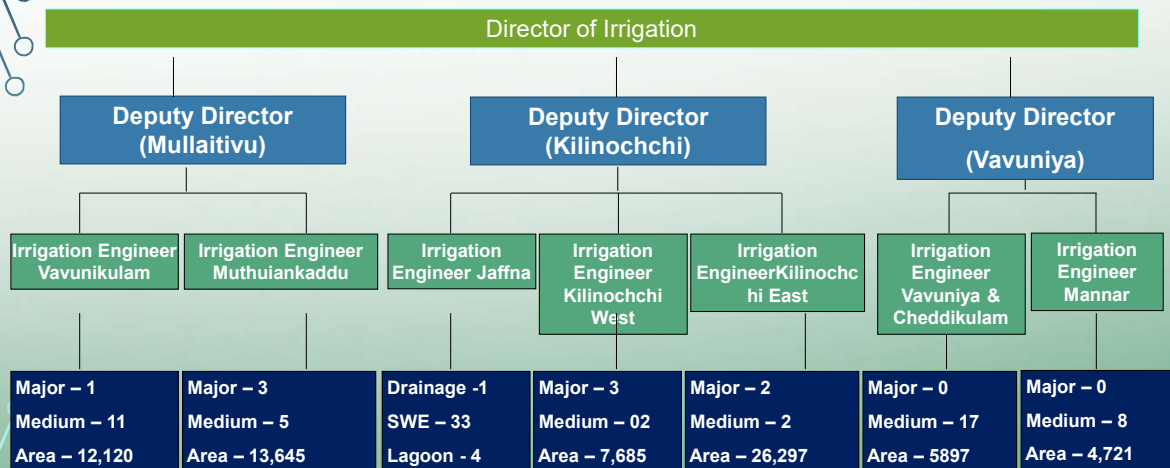 Director of Irrigation
Deputy Director
(Mullaitivu)
Deputy Director
(Kilinochchi)
Deputy Director
(Vavuniya)
Irrigation Engineer
Vavunikulam
Irrigation Engineer
Muthuiankaddu
Irrigation
Engineer Jaffna
Irrigation
Engineer
Kilinochchi
West
Irrigation
EngineerKilinochc
hi East
Irrigation
Engineer
Vavuniya &
Cheddikulam
Irrigation
Engineer
Mannar
Major – 1
Medium – 11
Area – 12,120
Major – 3
Medium – 5
Area – 13,645
Drainage -1
SWE – 33
Lagoon - 4
Major – 3
Medium – 02
Area – 7,685
Major – 2
Medium – 2
Area – 26,297
Major – 0
Medium – 17
Area – 5897
Major – 0
Medium – 8
Area – 4,721